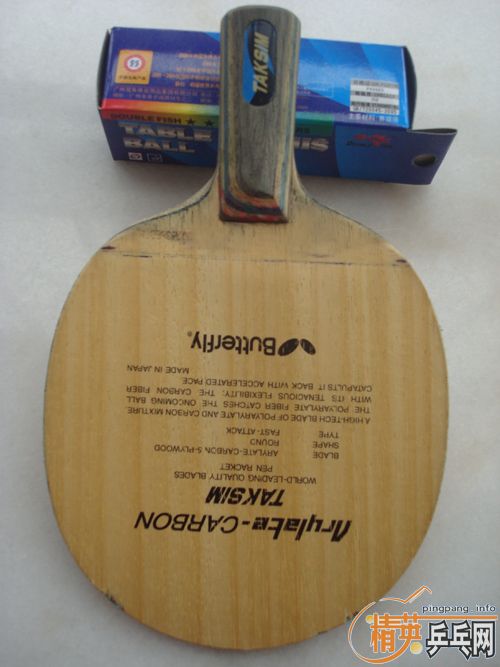 TAKSIM
DOUBLE FISH
TABLE
BALL
Butterfly®
MADE IN JAPAN
CATAPULTS IT BACK WITH ACCELERATED PACE.
WITH ITS TENACIOUS FLEXIBILITY; THE CARBON FIBER
THE POLYARYLATE FIBER CATCHES THE ONCOMING BALL
A HIGH-TECH BLADE OF POLYARYLATE AND CARBON MIXTURE.
TYPE FAST-ATTACK
SHAPE ROUND
BLADE ARYLATE-CARBON 5-PLYWOOD
PEN RACKET
WORLD-LEADING QUALITY BLADES
TAKSIM
Arylate-CARBON
pingpang.info
精英乒乓网